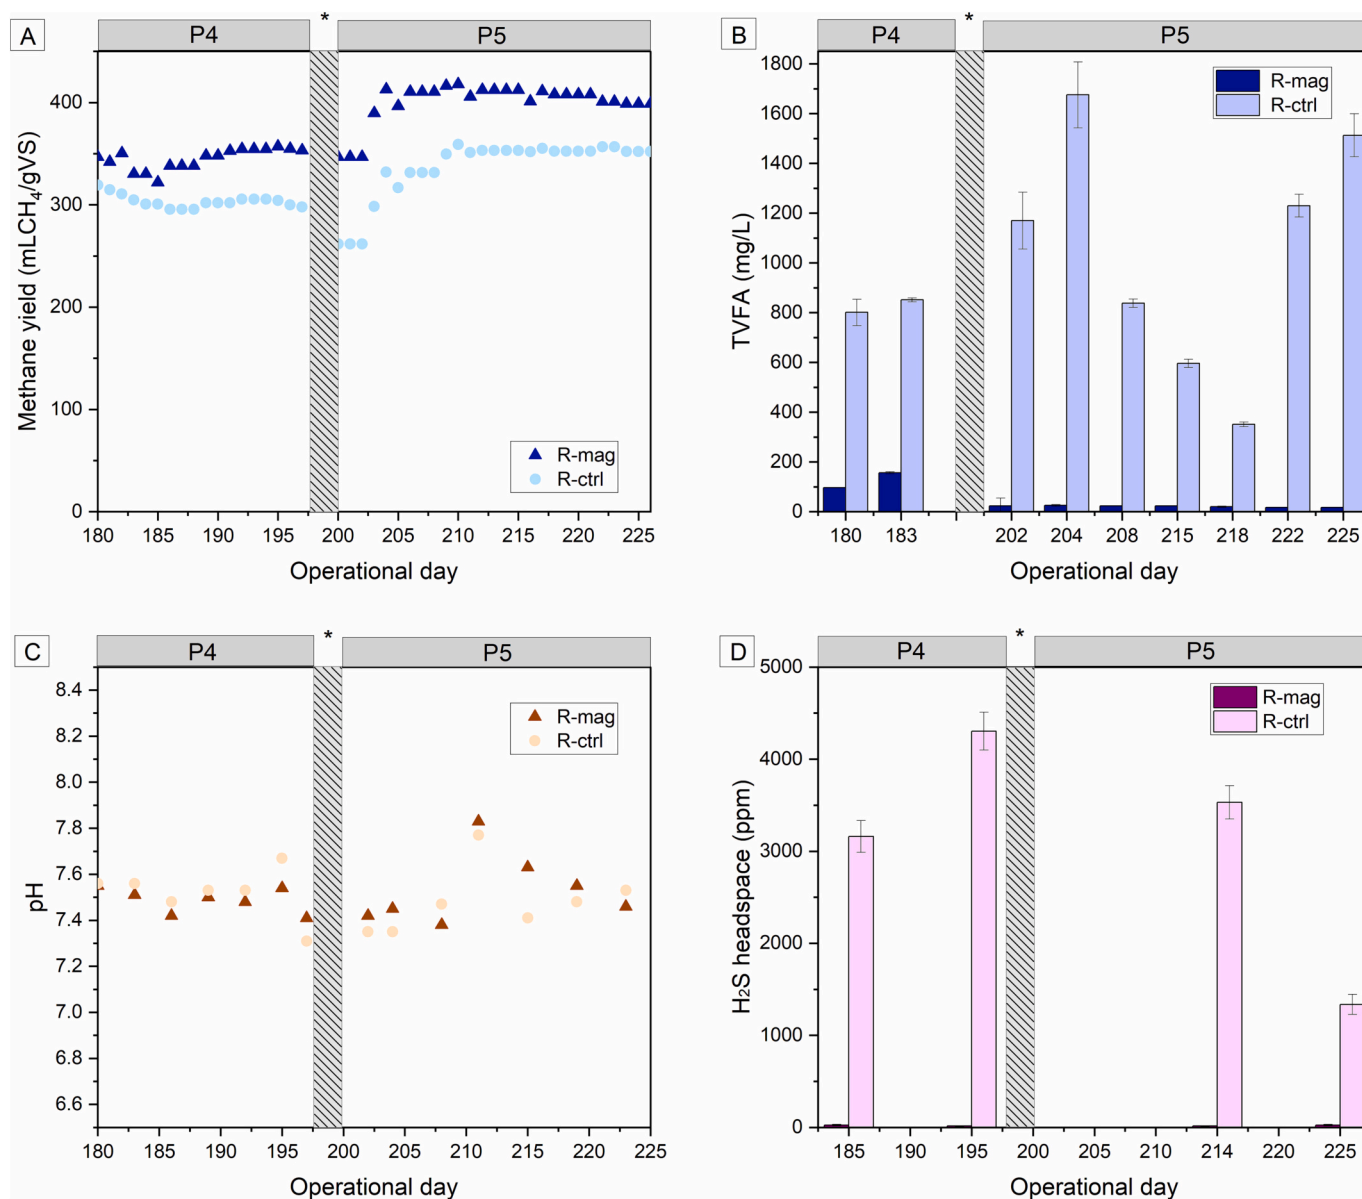 A
P4
*
P5
Methane yield (mLCH₄/gVS)
400
300
200
100
0
R-mag
R-ctrl
180 185 190 195 200 205 210 215 220 225
Operational day
B
P4
*
P5
TVFA (mg/L)
1800
1600
1400
1200
1000
800
600
400
200
0
R-mag
R-ctrl
180 183 202 204 208 215 218 222 225
Operational day
C
P4
*
P5
pH
8.4
8.2
8.0
7.8
7.6
7.4
7.2
7.0
6.8
6.6
R-mag
R-ctrl
180 185 190 195 200 205 210 215 220 225
Operational day
D
P4
*
P5
H₂S headspace (ppm)
5000
4000
3000
2000
1000
0
R-mag
R-ctrl
185 190 195 200 205 210 214 220 225
Operational day